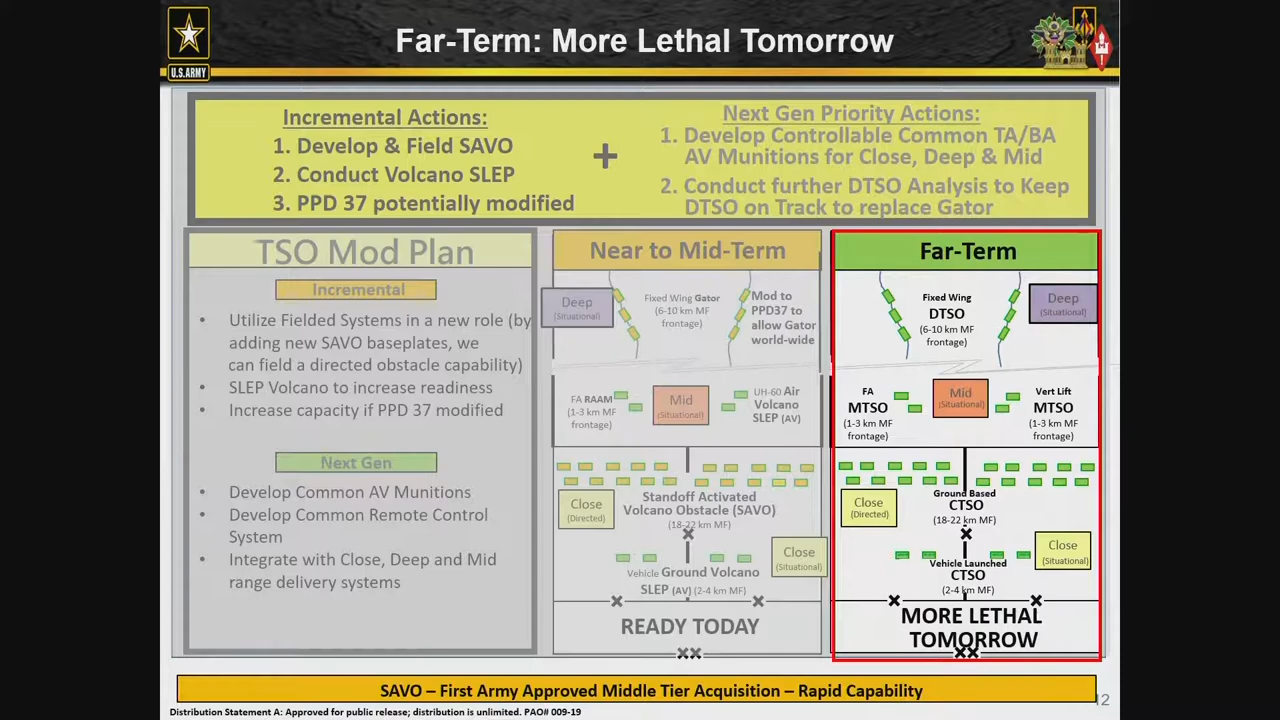 Far-Term: More Lethal Tomorrow
U.S.ARMY
Incremental Actions:
1. Develop & Field SAVO
2. Conduct Volcano SLEP
3. PPD 37 potentially modified
+
Next Gen Priority Actions:
1. Develop Controllable Common TA/BA
AV Munitions for Close, Deep & Mid
2. Conduct further DTSO Analysis to Keep
DTSO on Track to replace Gator
TSO Mod Plan
Incremental
• Utilize Fielded Systems in a new role (by
adding new SAVO baseplates, we
can field a directed obstacle capability)
• SLEP Volcano to increase readiness
• Increase capacity if PPD 37 modified
Next Gen
• Develop Common AV Munitions
• Develop Common Remote Control
System
• Integrate with Close, Deep and Mid
range delivery systems
Near to Mid-Term
Deep
(Situational)
Fixed Wing Gator
(6-10 km MF
frontage)
Mod to
PPD37 to
allow Gator
world-wide
FA RAAM
(1-3 km MF
frontage)
Mid
(Situational)
UH-60 Air
Volcano
SLEP (AV)
Close
(Directed)
Standoff Activated
Volcano Obstacle (SAVO)
(18-22 km MF)
Close
(Situational)
Vehicle Ground Volcano
SLEP (AV) (2-4 km MF)
READY TODAY
Far-Term
Fixed Wing
DTSO
(6-10 km MF
frontage)
Deep
(Situational)
FA
MTSO
(1-3 km MF
frontage)
Mid
(Situational)
Vert Lift
MTSO
(1-3 km MF
frontage)
Close
(Directed)
Ground Based
CTSO
(18-22 km MF)
Close
(Situational)
Vehicle Launched
CTSO
(2-4 km MF)
MORE LETHAL
TOMORROW
SAVO – First Army Approved Middle Tier Acquisition – Rapid Capability
12
Distribution Statement A: Approved for public release; distribution is unlimited. PAO# 009-19